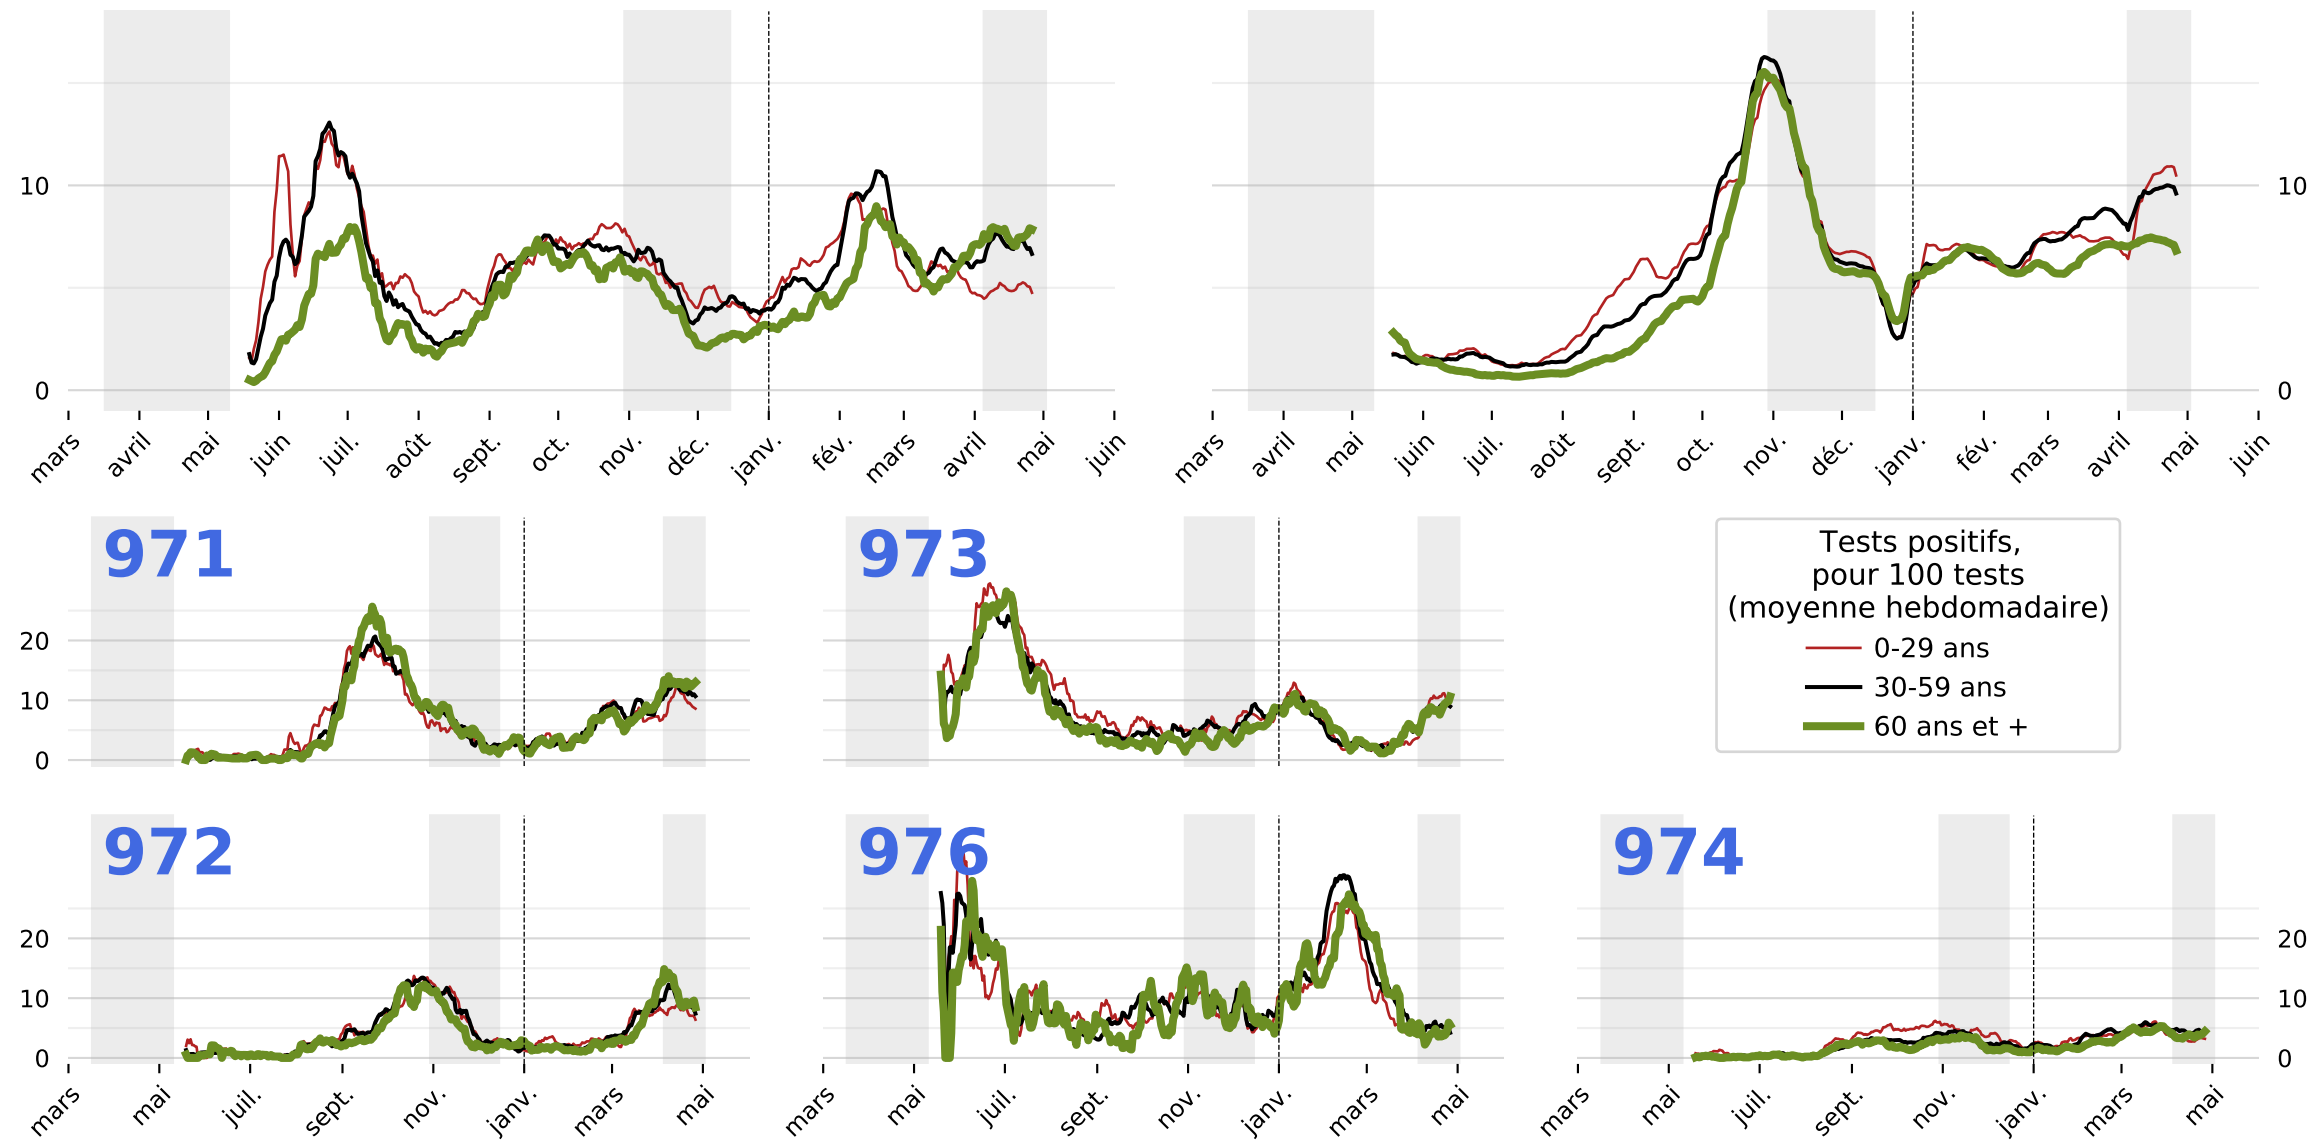 10
0
mars avril mai juin juil. août sept. oct. nov. déc. janv. fév. mars avril mai juin
10
0
mars avril mai juin juil. août sept. oct. nov. déc. janv. fév. mars avril mai juin
971
20
10
0
973
Tests positifs,
pour 100 tests
(moyenne hebdomadaire)
0-29 ans
30-59 ans
60 ans et +
972
20
10
0
mars mai juil. sept. nov. janv. mars mai
976
mars mai juil. sept. nov. janv. mars mai
974
20
10
0
mars mai juil. sept. nov. janv. mars mai